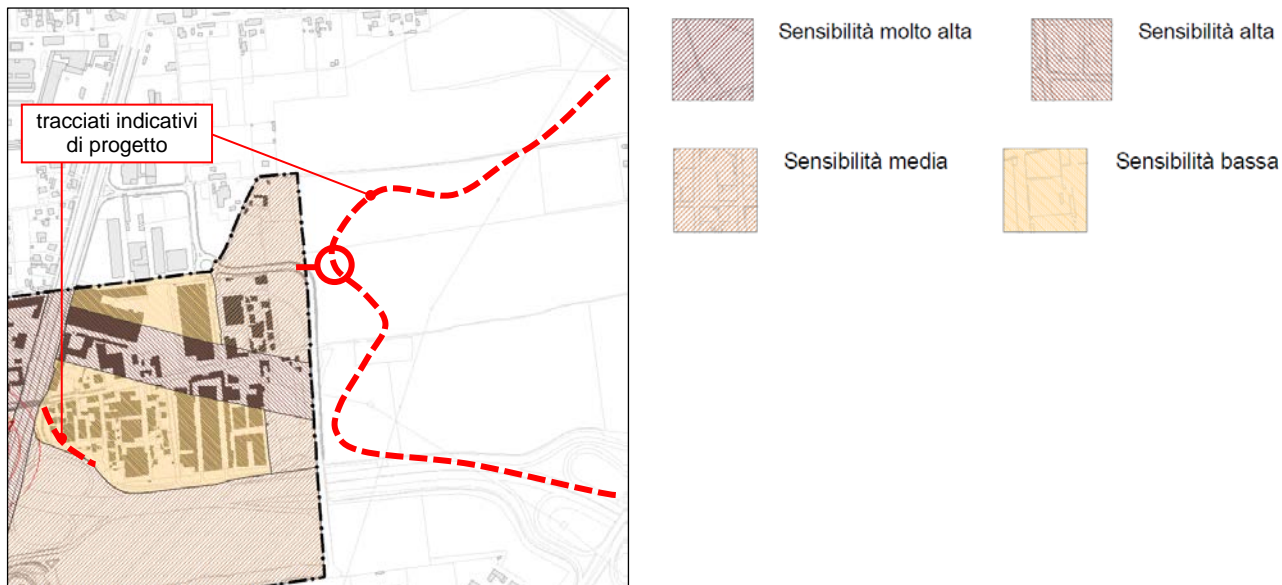 tracciati indicativi
di progetto
Sensibilità molto alta
Sensibilità alta
Sensibilità media
Sensibilità bassa